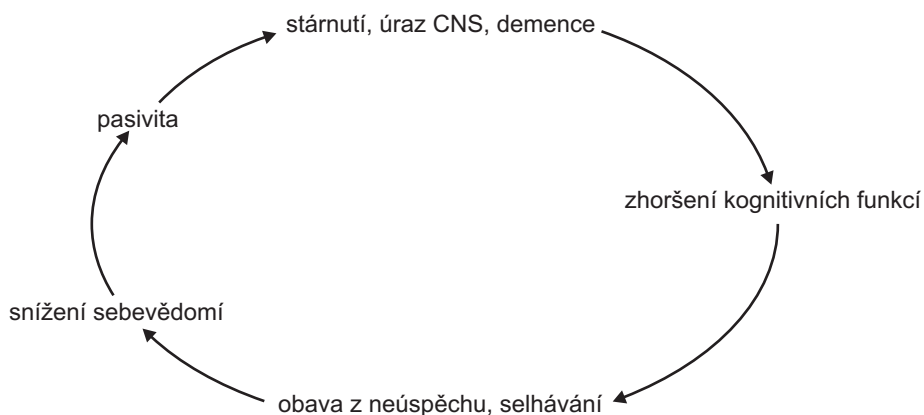 stárnutí, úraz CNS, demence
pasivita
zhoršení kognitivních funkcí
snížení sebevědomí
obava z neúspěchu, selhávání